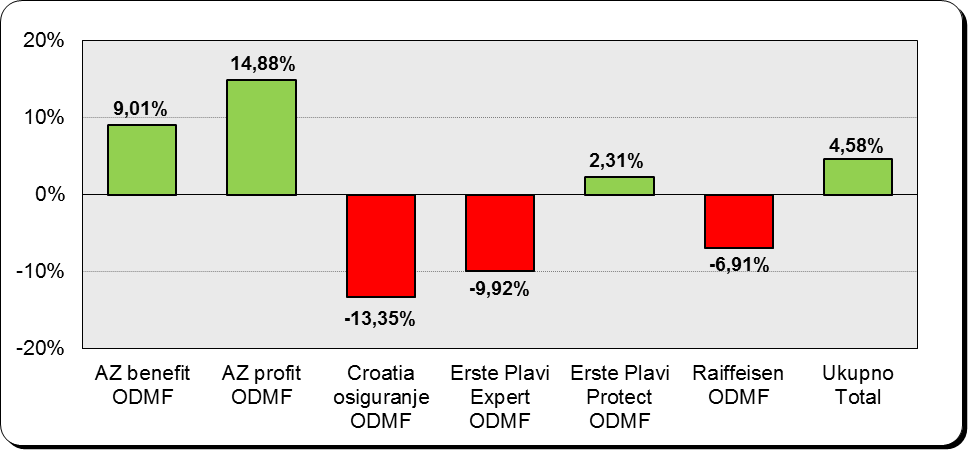 20%
10%
0%
-10%
-20%
9,01%
14,88%
-13,35%
-9,92%
2,31%
-6,91%
4,58%
AZ benefit
ODMF
AZ profit
ODMF
Croatia
osiguranje
ODMF
Erste Plavi
Expert
ODMF
Erste Plavi
Protect
ODMF
Raiffeisen
ODMF
Ukupno
Total